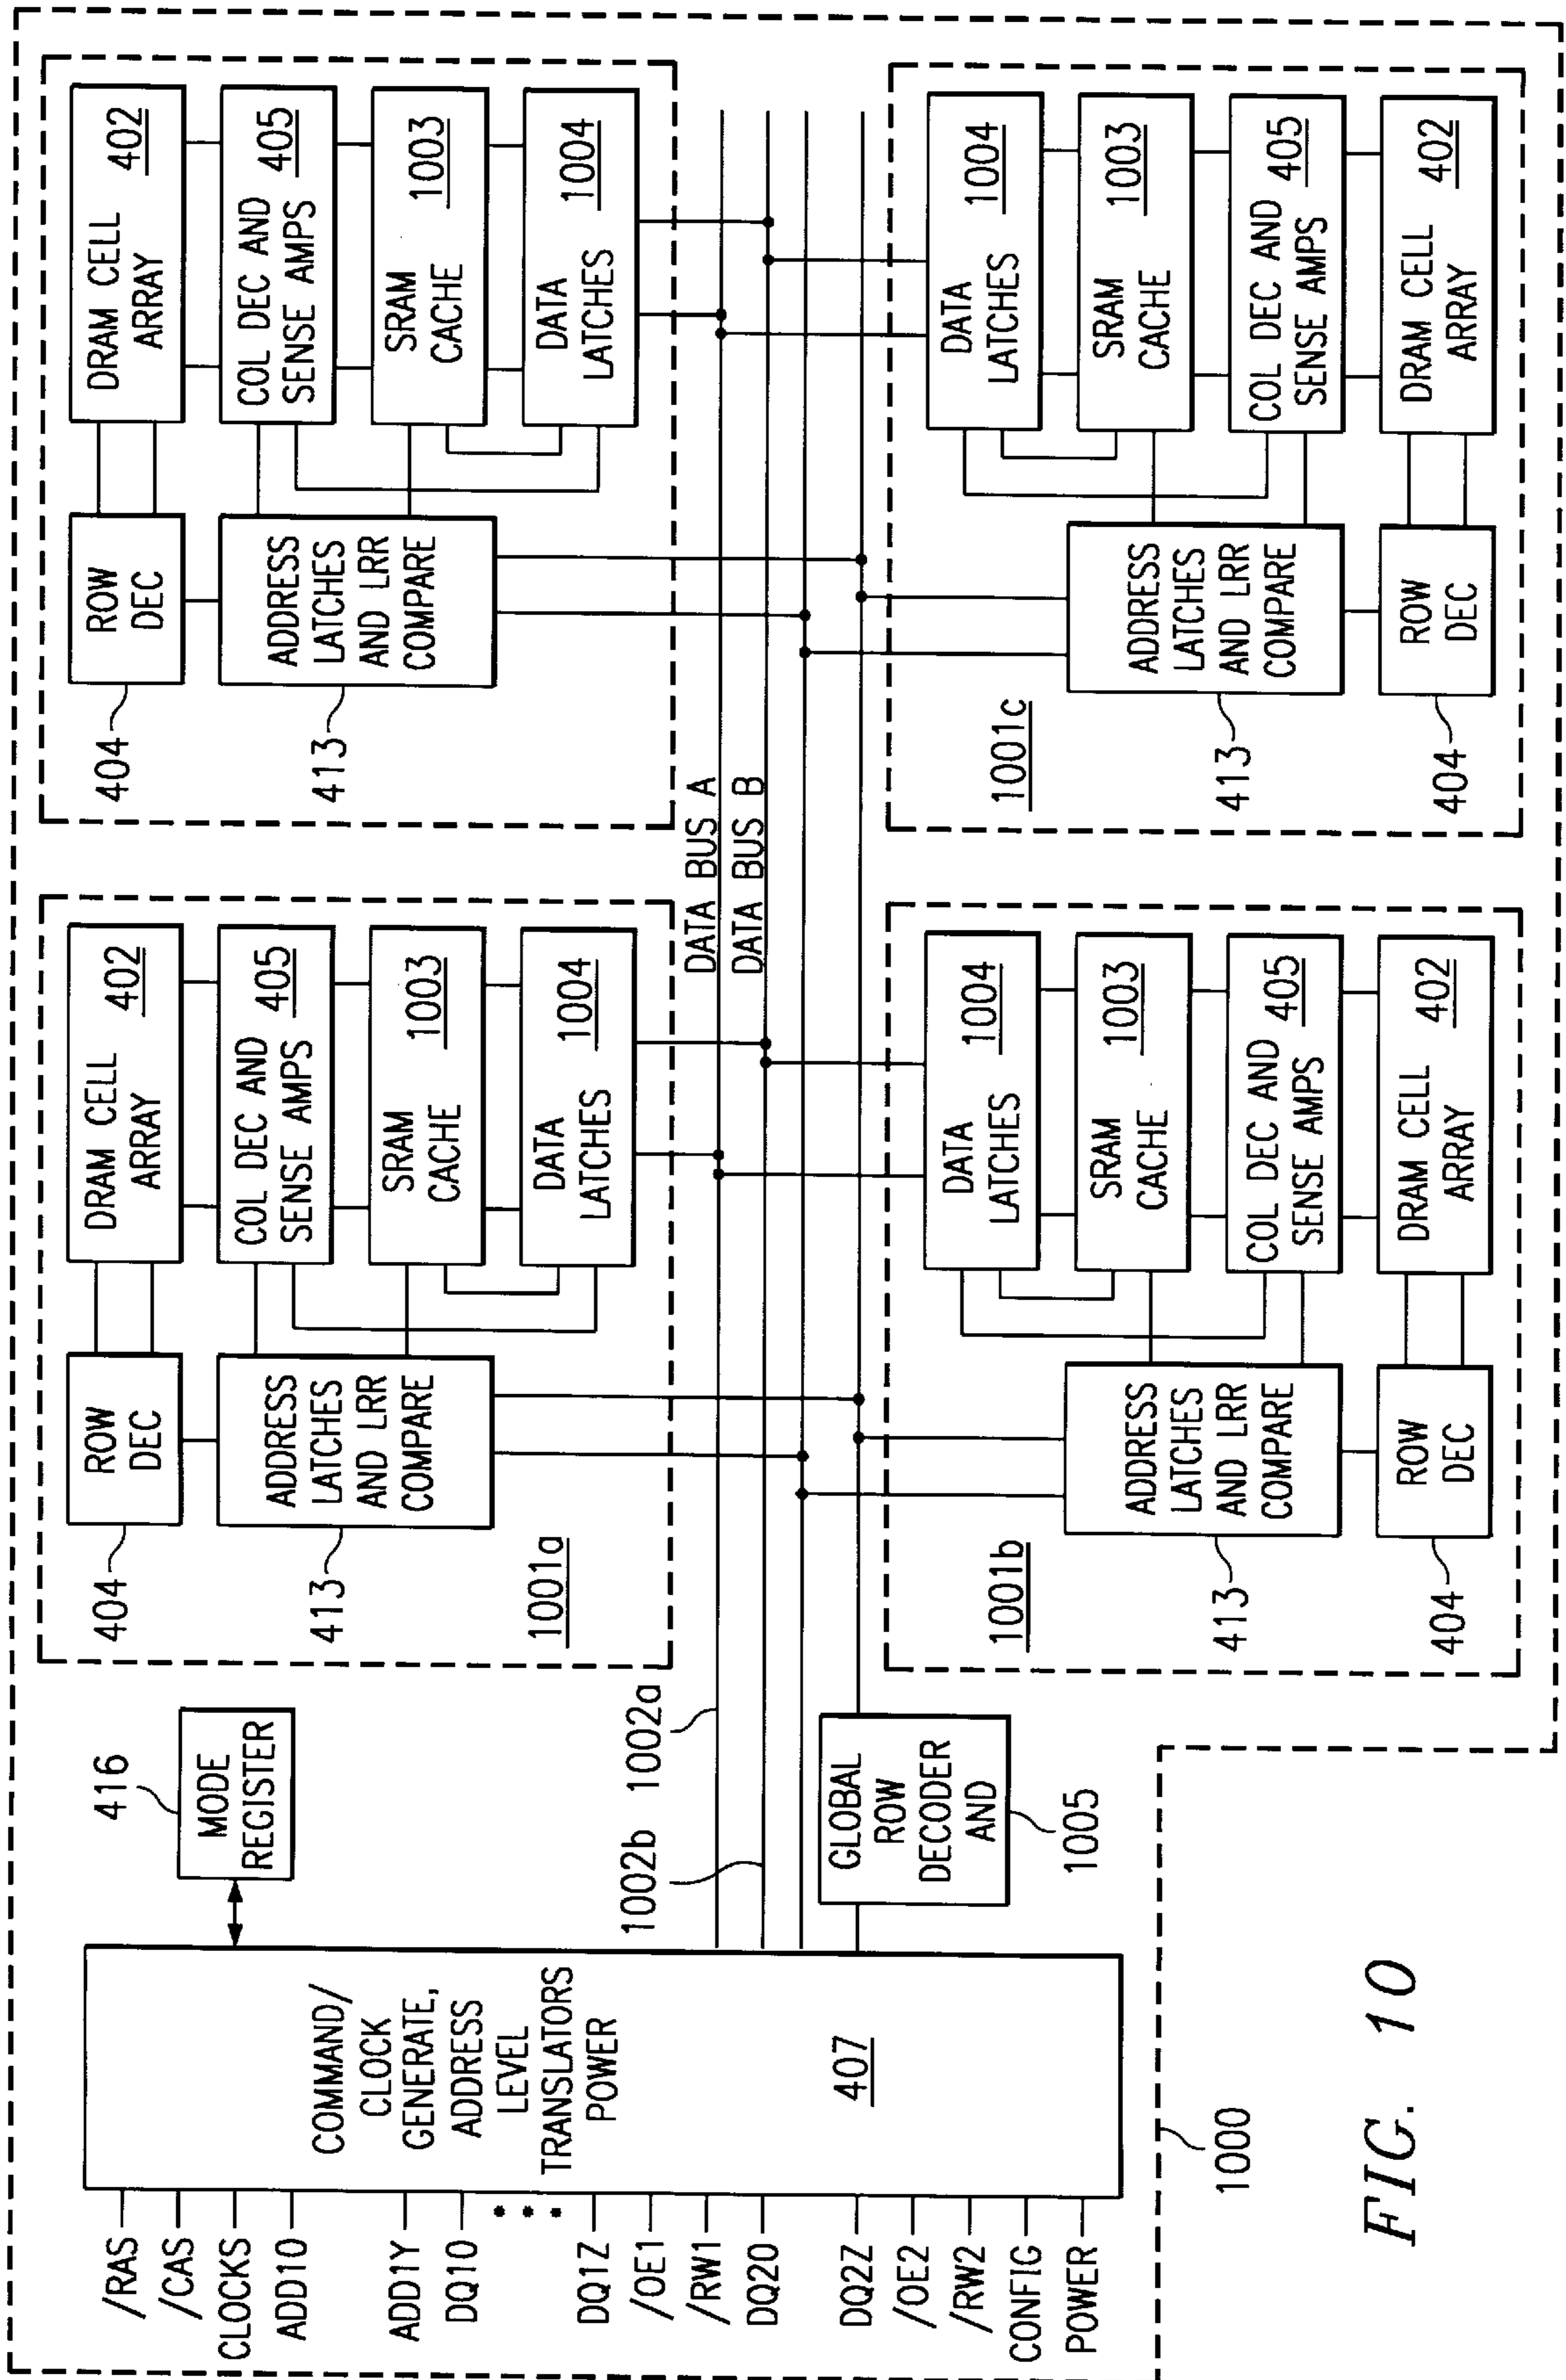 /RAS
/CAS
CLOCKS
ADD10
ADD1Y
DQ10
DQ1Z
/OE1
/RW1
DQ20
DQ2Z
/OE2
/RW2
CONFIG
POWER
COMMAND/
CLOCK
GENERATE,
ADDRESS
LEVEL
TRANSLATORS
POWER
407
416
MODE
REGISTER
1002b
1002a
GLOBAL
ROW
DECODER
AND
1005
1000
DATA BUS A
DATA BUS B
404
ROW
DEC
DRAM CELL
ARRAY
402
413
ADDRESS
LATCHES
AND LRR
COMPARE
COL DEC AND
SENSE AMPS
405
SRAM
CACHE
1003
DATA
LATCHES
1004
1001a
404
ROW
DEC
DRAM CELL
ARRAY
402
413
ADDRESS
LATCHES
AND LRR
COMPARE
COL DEC AND
SENSE AMPS
405
SRAM
CACHE
1003
DATA
LATCHES
1004
1001b
DATA
LATCHES
1004
SRAM
CACHE
1003
413
ADDRESS
LATCHES
AND LRR
COMPARE
COL DEC AND
SENSE AMPS
405
404
ROW
DEC
DRAM CELL
ARRAY
402
1001c
DATA
LATCHES
1004
SRAM
CACHE
1003
413
ADDRESS
LATCHES
AND LRR
COMPARE
COL DEC AND
SENSE AMPS
405
404
ROW
DEC
DRAM CELL
ARRAY
402
FIG. 10